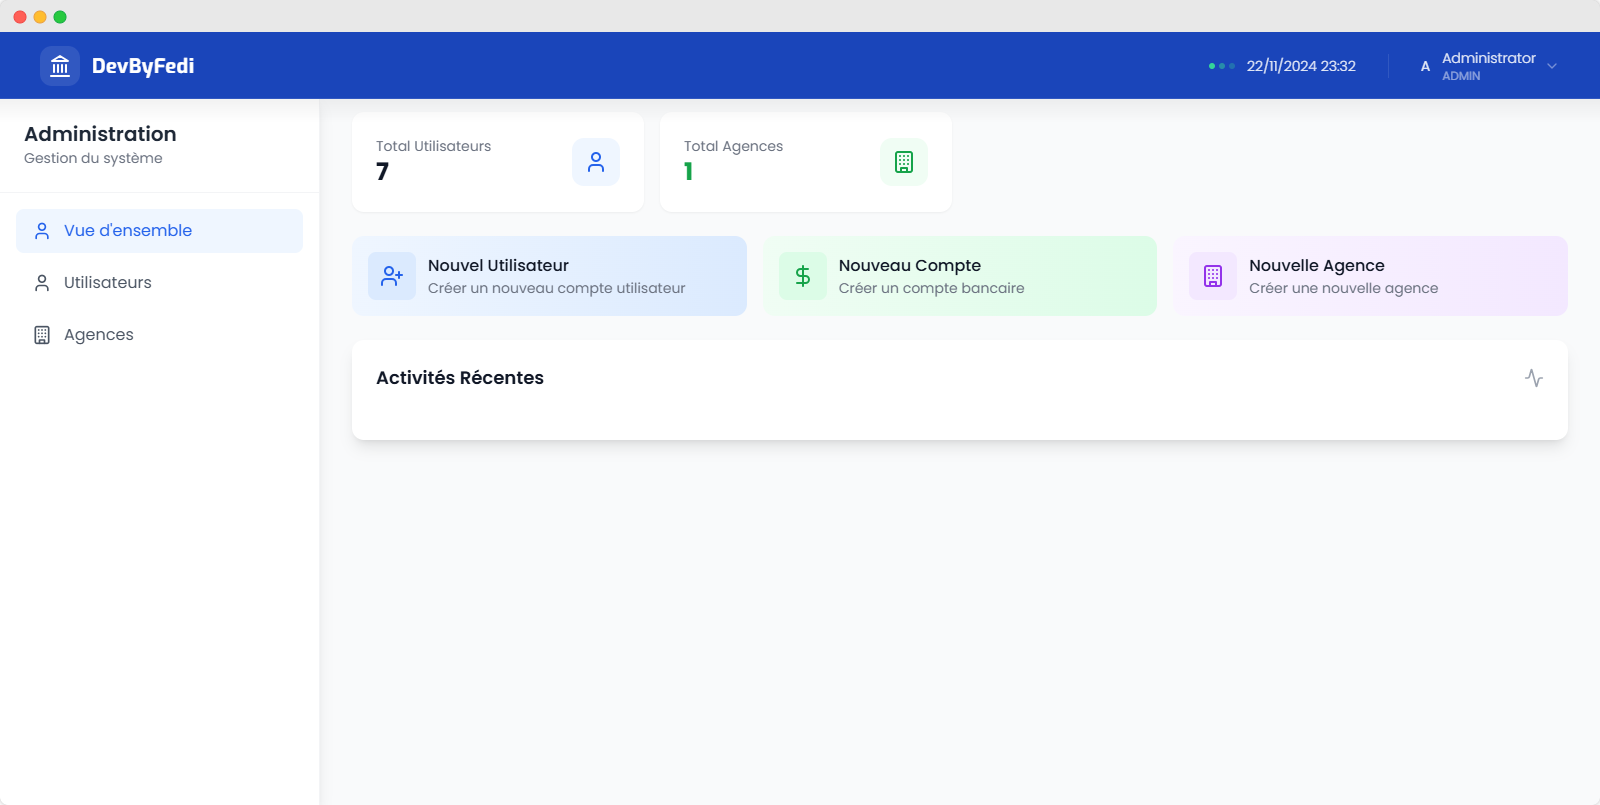 DevByFedi
22/11/2024 23:32
A
Administrator
ADMIN
Administration
Gestion du système
Vue d'ensemble
Utilisateurs
Agences
Total Utilisateurs
7
Total Agences
1
Nouvel Utilisateur
Créer un nouveau compte utilisateur
Nouveau Compte
Créer un compte bancaire
Nouvelle Agence
Créer une nouvelle agence
Activités Récentes